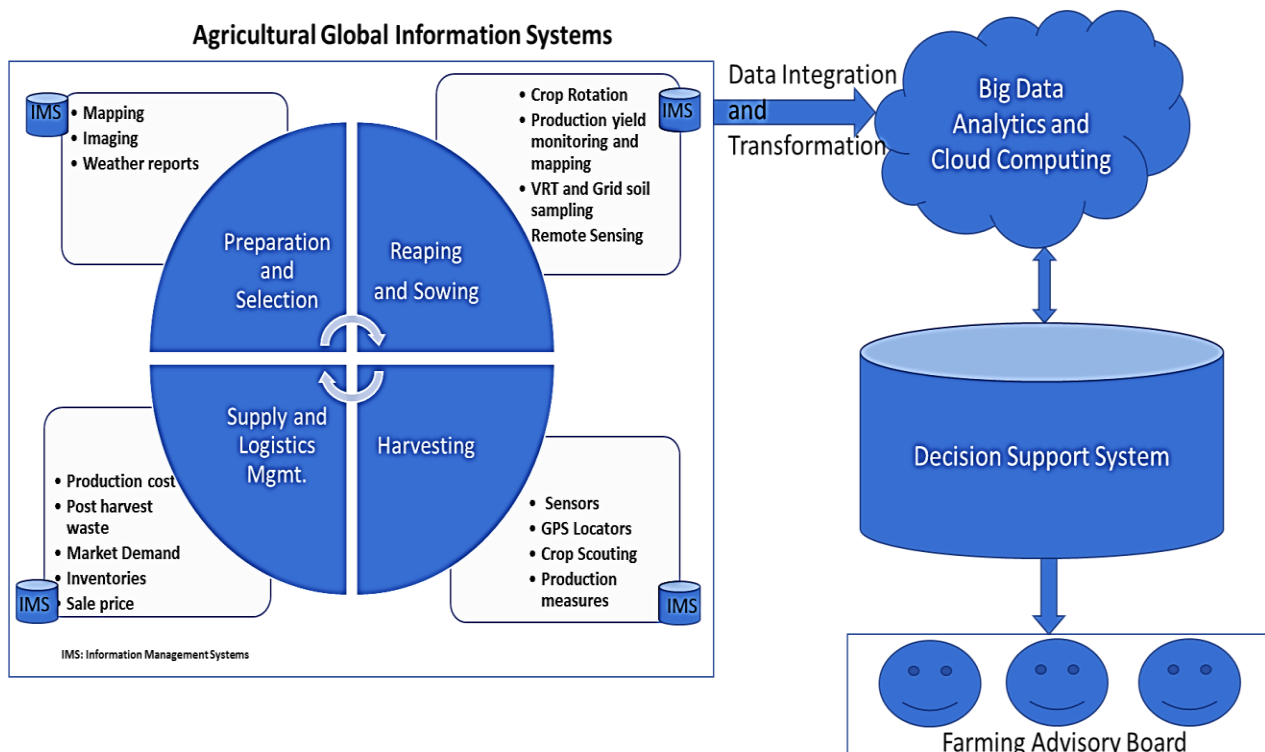 Agricultural Global Information Systems
IMS
• Mapping
• Imaging
• Weather reports
• Crop Rotation
• Production yield
monitoring and
mapping
• VRT and Grid soil
sampling
Remote Sensing
IMS
Preparation
and
Selection
Reaping
and Sowing
Supply and
Logistics
Mgmt.
Harvesting
• Production cost
• Post harvest
waste
• Market Demand
• Inventories
• Sale price
IMS
• Sensors
• GPS Locators
• Crop Scouting
• Production
measures
IMS
IMS: Information Management Systems
Data Integration
and
Transformation
Big Data
Analytics and
Cloud Computing
Decision Support System
Farming Advisory Board